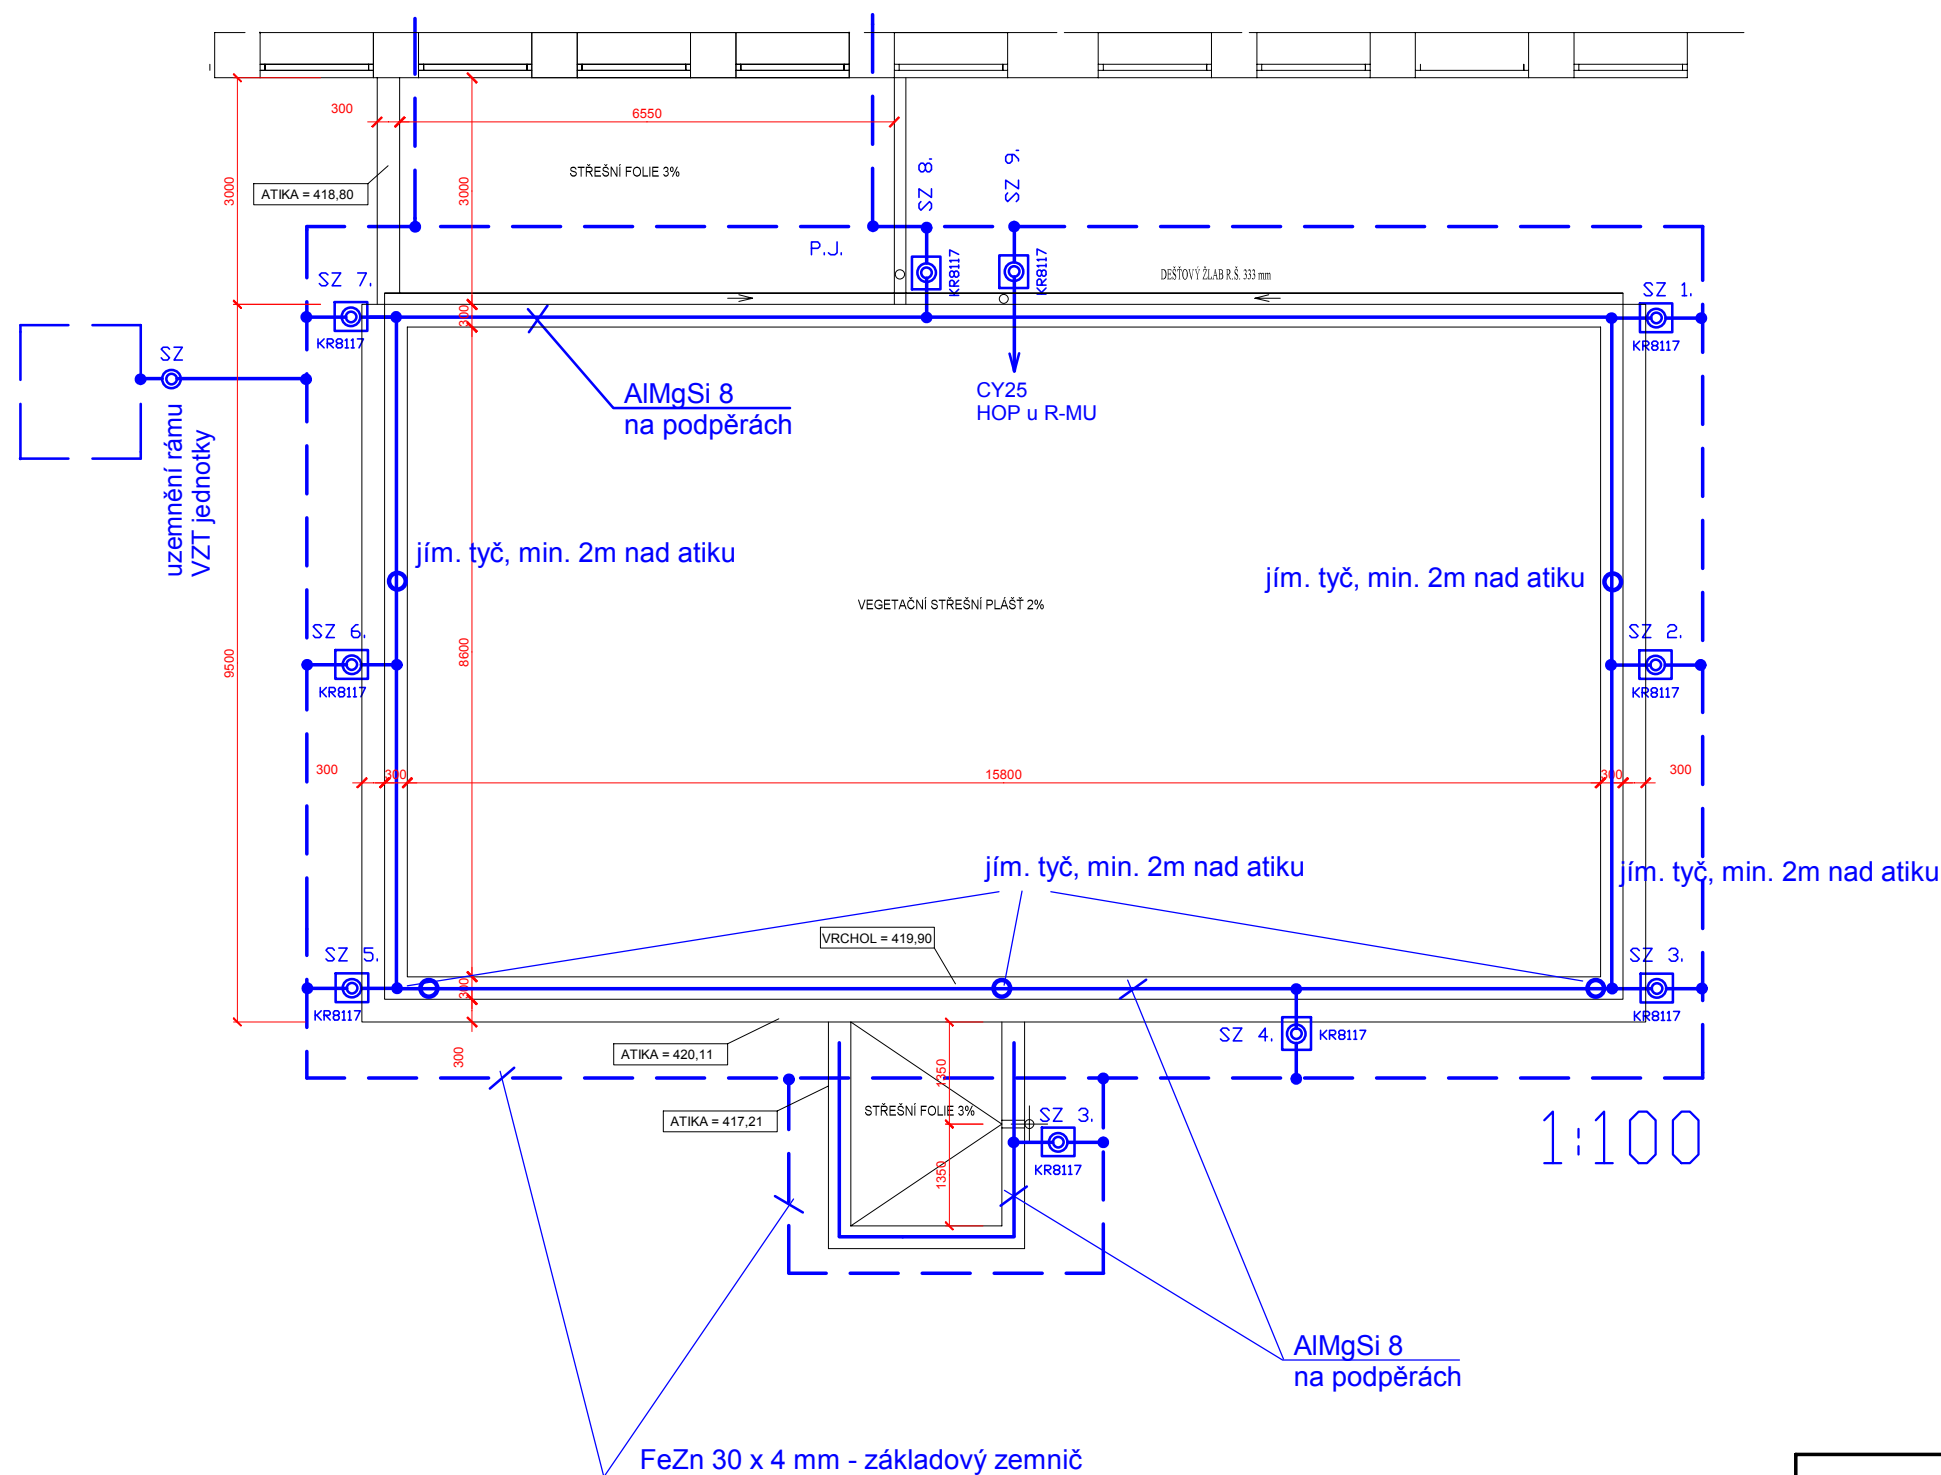 300
6550
STŘEŠNÍ FOLIE 3%
ATIKA = 418,80
3000
3000
SZ 8.
SZ 9.
P.J.
KR8117
KR8117
DEŠŤOVÝ ŽLAB R.Š. 333 mm
SZ 7.
KR8117
300
SZ 1.
KR8117
SZ
uzemnění rámu
VZT jednotky
AlMgSi 8
na podpěrách
CY25
HOP u R-MU
jím. tyč, min. 2m nad atiku
jím. tyč, min. 2m nad atiku
VEGETAČNÍ STŘEŠNÍ PLÁŠŤ 2%
SZ 6.
KR8117
9500
8600
SZ 2.
KR8117
300
300
15800
300
300
jím. tyč, min. 2m nad atiku
jím. tyč, min. 2m nad atiku
VRCHOL = 419,90
SZ 5.
KR8117
300
SZ 3.
KR8117
SZ 4.
KR8117
ATIKA = 420,11
300
1350
STŘEŠNÍ FOLIE 3%
ATIKA = 417,21
SZ 3.
KR8117
1350
1:100
AlMgSi 8
na podpěrách
FeZn 30 x 4 mm - základový zemnič